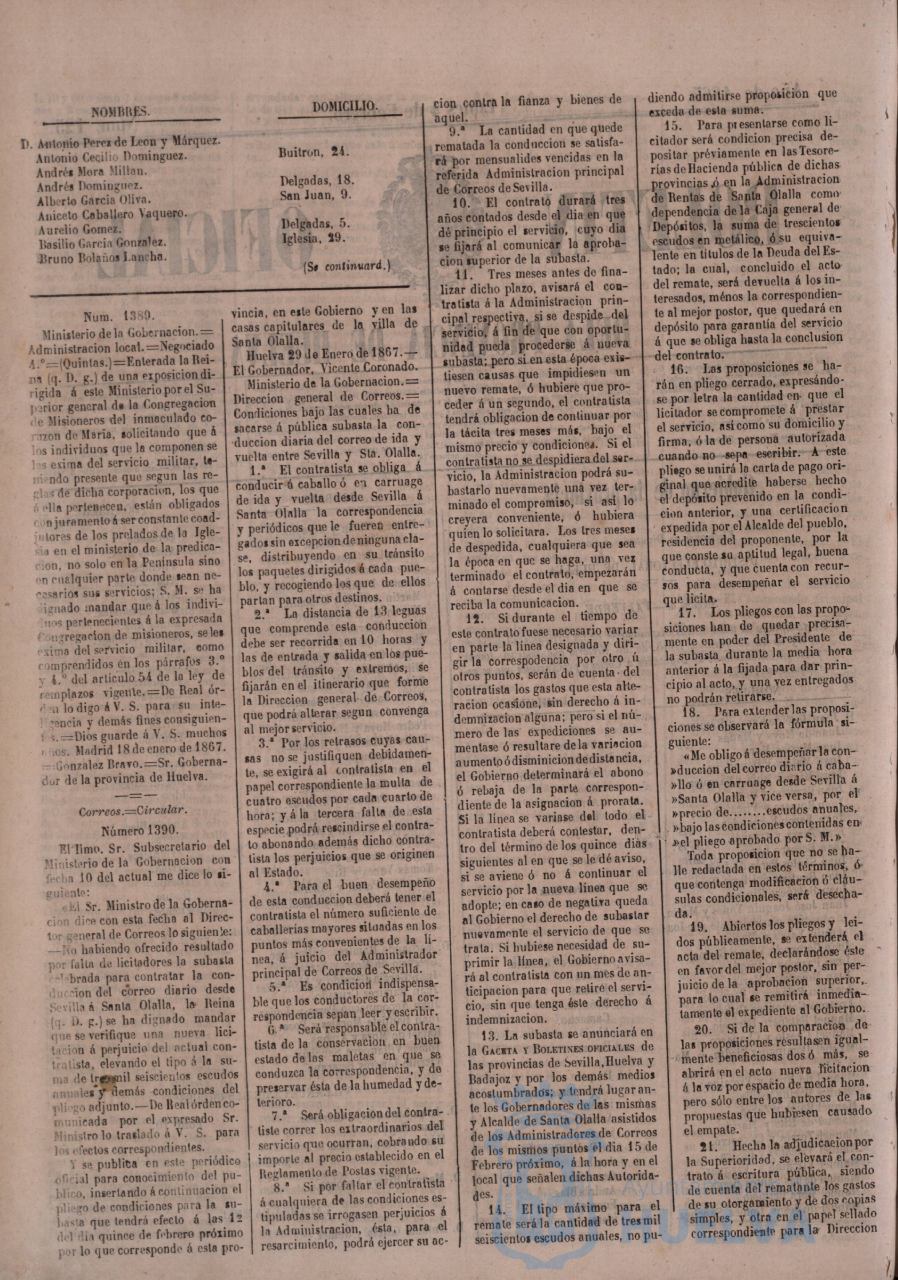 NOMBRES.
DOMICILIO.
D. Antonio Perez de Leon y Márquez.
Antonio Cecilio Dominguez.
Buitron, 24.
Andrés Mora Millan.
Andrés Dominguez.
Delgadas, 18.
Alberto Garcia Oliva.
San Juan, 9.
Aniceto Caballero Vaquero.
Aurelio Gomez.
Delgadas, 5.
Basilio Garcia Gonzalez.
Iglesia, 29.
Bruno Bolaños Lancha.
(Se continuará.)
Num. 1389.
Ministerio de la Gobernacion.=
Administracion local.=Negociado
4.º=(Quintas.)=Enterada la Rei-
na (q. D. g.) de una exposicion di-
rigida á este Ministerio por el Su-
perior general de la Congregacion
de Misioneros del inmaculado co-
razon de Maria, solicitando que á
los individuos que la componen se
les exima del servicio militar, te-
niendo presente que segun las re-
glas de dicha corporacion, los que
á ella pertenecen, están obligados
con juramento á ser constante coad-
jutores de los prelados de la Igle-
sia en el ministerio de la predica-
cion, no solo en la Península sino
en cualquier parte donde sean ne-
cesarios sus servicios; S. M. se ha
dignado mandar que á los indivi-
duos pertenecientes á la expresada
Congregacion de misioneros, se les
exima del servicio militar, como
comprendidos en los párrafos 3.º
y 4.º del articulo 54 de la ley de
remplazos vigente.=De Real ór-
den lo digo á V. S. para su inte-
ligencia y demás fines consiguien-
tes.=Dios guarde á V. S. muchos
años. Madrid 18 de enero de 1867.
=Gonzalez Bravo.=Sr. Goberna-
dor de la provincia de Huelva.
Correos.=Circular.
Número 1390.
El Ilmo. Sr. Subsecretario del
Ministerio de la Gobernacion con
fecha 10 del actual me dice lo si-
guiente:
«El Sr. Ministro de la Goberna-
cion dice con esta fecha al Direc-
tor general de Correos lo siguiente:
—No habiendo ofrecido resultado
por falta de licitadores la subasta
celebrada para contratar la con-
duccion del correo diario desde
Sevilla á Santa Olalla, la Reina
(q. D. g.) se ha dignado mandar
que se verifique una nueva lici-
tacion á perjuicio del actual con-
tratista, elevando el tipo á la su-
ma de tres mil seiscientos escudos
anuales y demás condiciones del
pliego adjunto.—De Real órden co-
municada por el expresado Sr.
Ministro lo traslado á V. S. para
los efectos correspondientes.
Y se publica en este periódico
oficial para conocimiento del pu-
blico, insertando á continuacion el
pliego de condiciones para la su-
basta que tendrá efecto á las 12
del dia quince de febrero próximo
por lo que corresponde á esta pro-
vincia, en este Gobierno y en las
casas capitulares de la villa de
Santa Olalla.
Huelva 29 de Enero de 1867.—
El Gobernador, Vicente Coronado.
Ministerio de la Gobernacion.=
Direccion general de Correos.=
Condiciones bajo las cuales ha de
sacarse á pública subasta la con-
duccion diaria del correo de ida y
vuelta entre Sevilla y Sta. Olalla.
1.ª El contratista se obliga á
conducir á caballo ó en carruage
de ida y vuelta desde Sevilla á
Santa Olalla la correspondencia
y periódicos que le fueren entre-
gados sin excepcion de ninguna cla-
se, distribuyendo en su tránsito
los paquetes dirigidos á cada pue-
blo, y recogiendo los que de ellos
partan para otros destinos.
2.ª La distancia de 13 leguas
que comprende esta conduccion
debe ser recorrida en 10 horas y
las de entrada y salida en los pue-
blos del tránsito y extremos, se
fijarán en el itinerario que forme
la Direccion general de Correos,
que podrá alterar segun convenga
al mejor servicio.
3.ª Por los retrasos cuyas cau-
sas no se justifiquen debidamen-
te, se exigirá al contratista en el
papel correspondiente la multa de
cuatro escudos por cada cuarto de
hora; y á la tercera falta de esta
especie podrá rescindirse el contra-
to abonando además dicho contra-
tista los perjuicios que se originen
al Estado.
4.ª Para el buen desempeño
de esta conduccion deberá tener el
contratista el número suficiente de
caballerías mayores situadas en los
puntos más convenientes de la lí-
nea, á juicio del Administrador
principal de Correos de Sevilla.
5.ª Es condicion indispensa-
ble que los conductores de la cor-
respondencia sepan leer y escribir.
6.ª Será responsable el contra-
tista de la conservacion en buen
estado de las maletas en que se
conduzca la correspondencia, y de
preservar ésta de la humedad y de-
terioro.
7.ª Será obligacion del contra-
tiste correr los extraordinarios del
servicio que ocurran, cobrando su
importe al precio establecido en el
Reglamento de Postas vigente.
8.ª Si por faltar el contratista
á cualquiera de las condiciones es-
tipuladas se irrogasen perjuicios á
la Administracion, ésta, para el
resarcimiento, podrá ejercer su ac-
cion contra la fianza y bienes de
aquel.
9.ª La cantidad en que quede
rematada la conduccion se satisfa-
rá por mensualides vencidas en la
referida Administracion principal
de Correos de Sevilla.
10. El contrato durará tres
años contados desde el dia en que
dé principio el servicio, cuyo dia
se fijará al comunicar la aproba-
cion superior de la subasta.
11. Tres meses antes de fina-
lizar dicho plazo, avisará el con-
tratista á la Administracion prin-
cipal respectiva, si se despide del
servicio, á fin de que con oportu-
nidad pueda procederse á nueva
subasta; pero si en esta época exis-
tiesen causas que impidiesen un
nuevo remate, ó hubiere que pro-
ceder á un segundo, el contratista
tendrá obligacion de continuar por
la tácita tres meses más, bajo el
mismo precio y condiciones. Si el
contratista no se despidiera del ser-
vicio, la Administracion podrá su-
bastarlo nuevamente una vez ter-
minado el compromiso, si asi lo
creyera conveniente, ó hubiera
quien lo solicitara. Los tres meses
de despedida, cualquiera que sea
la época en que se haga, una vez
terminado el contrato, empezarán
á contarse desde el dia en que se
reciba la comunicacion.
12. Si durante el tiempo de
este contrato fuese necesario variar
en parte la linea designada y diri-
gir la correspodencia por otro ú
otros puntos, serán de cuenta del
contratista los gastos que esta alte-
racion ocasione, sin derecho á in-
demnizacion alguna; pero si el nú-
mero de las expediciones se au-
mentase ó resultare de la variacion
aumento ó disminicion de distancia,
el Gobierno determinará el abono
ó rebaja de la parte correspon-
diente de la asignacion á prorata.
Si la línea se variase del todo el
contratista deberá contestar, den-
tro del término de los quince dias
siguientes al en que se le dé aviso,
si se aviene ó no á continuar el
servicio por la nueva linea que se
adopte; en caso de negativa queda
al Gobierno el derecho de subastar
nuevamente el servicio de que se
trata. Si hubiese necesidad de su-
primir la línea, el Gobierno avisa-
rá al contratista con un mes de an-
ticipacion para que retire el servi-
cio, sin que tenga éste derecho á
indemnizacion.
13. La subasta se anunciará en
la GACETA Y BOLETINES OFICIALES de
las provincias de Sevilla, Huelva y
Badajoz y por los demás medios
acostumbrados; y tendrá lugar an-
te los Gobernadores de las mismas
y Alcalde de Santa Olalla asistidos
de los Administradores de Correos
de los mismos puntos el dia 15 de
Febrero próximo, á la hora y en el
local que señalen dichas Autorida-
des.
14. El tipo máximo para el
remate será la cantidad de tres mil
seiscientos escudos anuales, no pu-
diendo admitirse proposicion que
exceda de esta suma.
15. Para presentarse como li-
citador será condicion precisa de-
positar préviamente en las Tesore-
rías de Hacienda pública de dichas
provincias ó en la Administracion
de Rentas de Santa Olalla como
dependencia de la Caja general de
Depósitos, la suma de trescientos
escudos en metálico, ó su equiva-
lente en títulos de la Deuda del Es-
tado; la cual, concluido el acto
del remate, será devuelta á los in-
teresados, ménos la correspondien-
te al mejor postor, que quedará en
depósito para garantía del servicio
á que se obliga hasta la conclusion
del contrato.
16. Las proposiciones se ha-
rán en pliego cerrado, expresándo-
se por letra la cantidad en que el
licitador se compromete á prestar
el servicio, así como su domicilio y
firma, ó la de persona autorizada
cuando no sepa escribir. A este
pliego se unirá la carta de pago ori-
ginal que acredite haberse hecho
el depósito prevenido en la condi-
cion anterior, y una certificacion
expedida por el Alcalde del pueblo,
residencia del proponente, por la
que conste su aptitud legal, buena
conducta, y que cuenta con recur-
sos para desempeñar el servicio
que licita.
17. Los pliegos con las propo-
siciones han de quedar precisa-
mente en poder del Presidente de
la subasta durante la media hora
anterior á la fijada para dar prin-
cipio al acto, y una vez entregados
no podrán retirarse.
18. Para extender las proposi-
ciones se observará la fórmula si-
guiente:
«Me obligo á desempeñar la con-
»duccion del correo diario á caba-
»llo ó en carruage desde Sevilla á
»Santa Olalla y vice versa, por el
»precio de........escudos anuales,
»bajo las condiciones contenidas en
»el pliego aprobado por S. M.»
Toda proposicion que no se ha-
lle redactada en estos términos, ó
que contenga modificacion ó cláu-
sulas condicionales, será desecha-
da.
19. Abiertos los pliegos y lei-
dos públicamente, se extenderá el
acta del remate, declarándose éste
en favor del mejor postor, sin per-
juicio de la aprobacion superior,
para lo cual se remitirá inmedia-
tamente el expediente al Gobierno.
20. Si de la comparacion de
las proposiciones resultasen igual-
mente beneficiosas dos ó más, se
abrirá en el acto nueva licitacion
á la voz por espacio de media hora,
pero sólo entre los autores de las
propuestas que hubiesen causado
el empate.
21. Hecha la adjudicacion por
la Superioridad, se elevará el con-
trato á escritura pública, siendo
de cuenta del rematante los gastos
de su otorgamiento y de dos copias
simples, y otra en el papel sellado
correspondiente para la Direccion